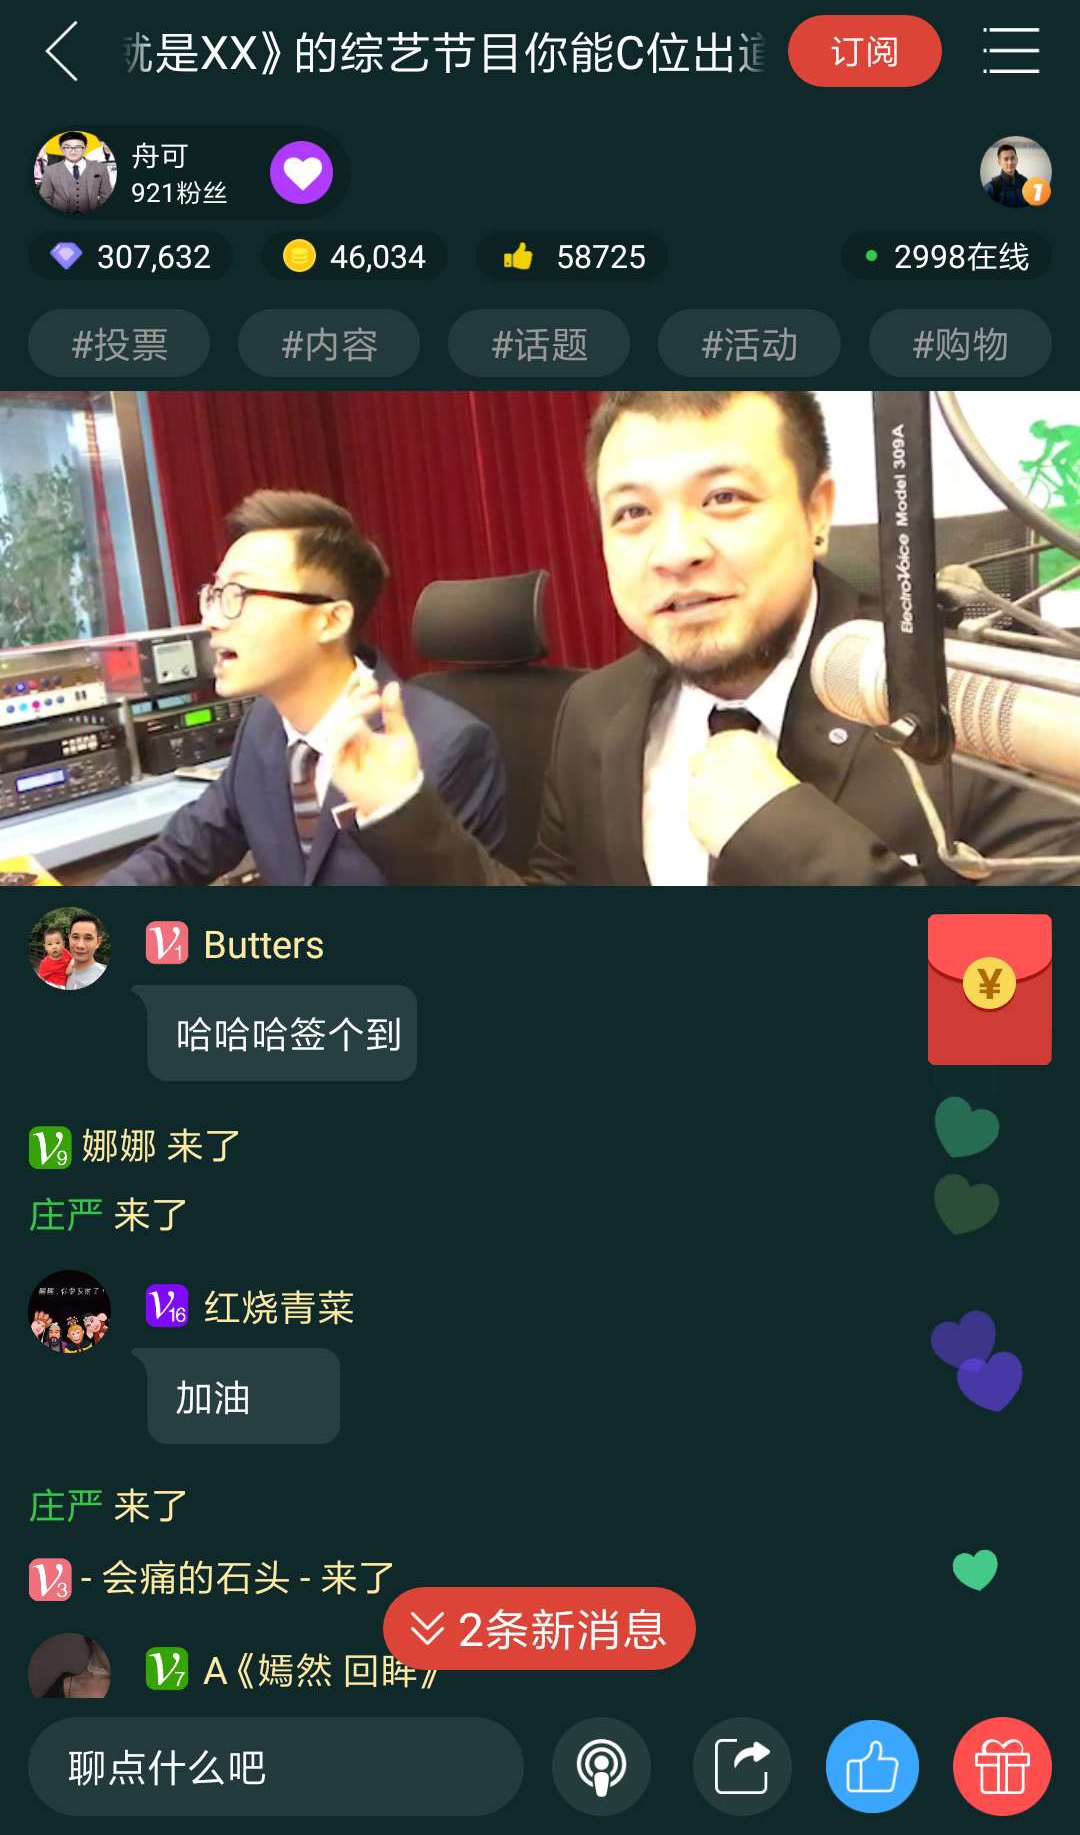 就是XX》的综艺节目你能C位出道
订阅
舟可
921粉丝
1
307,632
46,034
58725
2998在线
#投票
#内容
#话题
#活动
#购物
ElectroVoice Model 309A
V1 Butters
¥
哈哈哈签个到
V9 娜娜 来了
庄严 来了
V16 红烧青菜
加油
庄严 来了
V3 - 会痛的石头 - 来了
2条新消息
V7 A《嫣然 回眸》
聊点什么吧